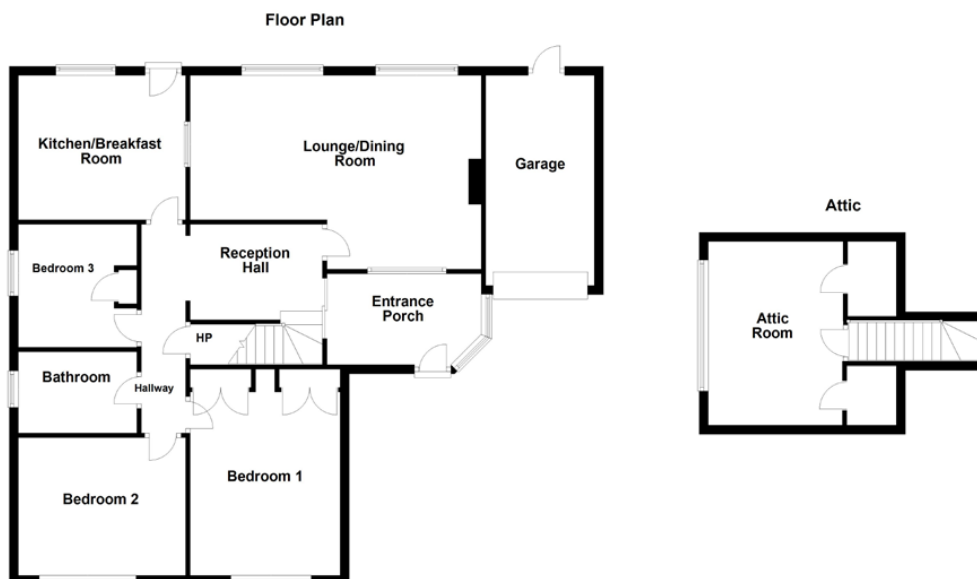 Floor Plan
Kitchen/Breakfast
Room
Lounge/Dining
Room
Garage
Attic
Bedroom 3
Reception
Hall
Entrance
Porch
Attic
Room
HP
Bathroom
Hallway
Bedroom 1
Bedroom 2